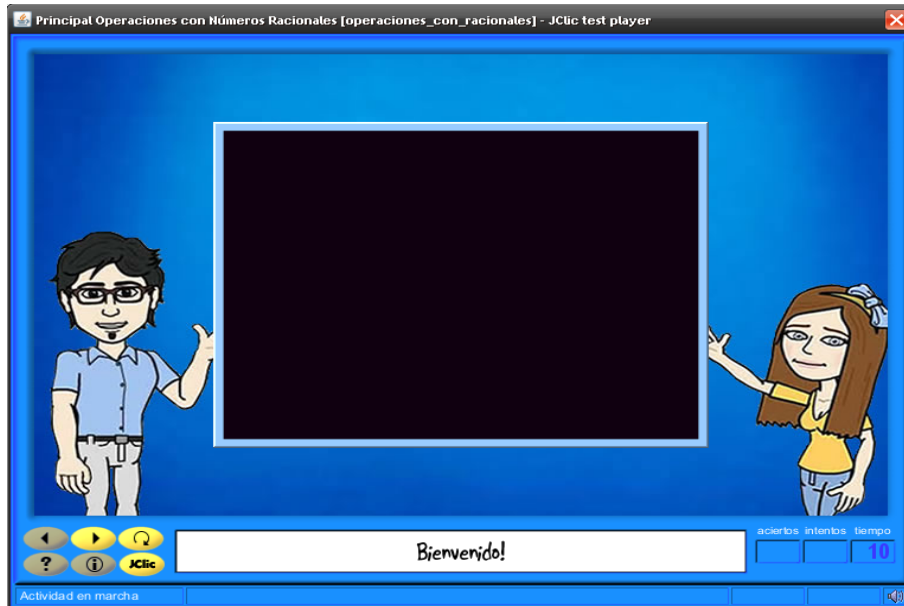 Principal Operaciones con Números Racionales [operaciones_con_racionales] - JClic test player
aciertos intentos tiempo
10
Bienvenido!
? i JClic
Actividad en marcha